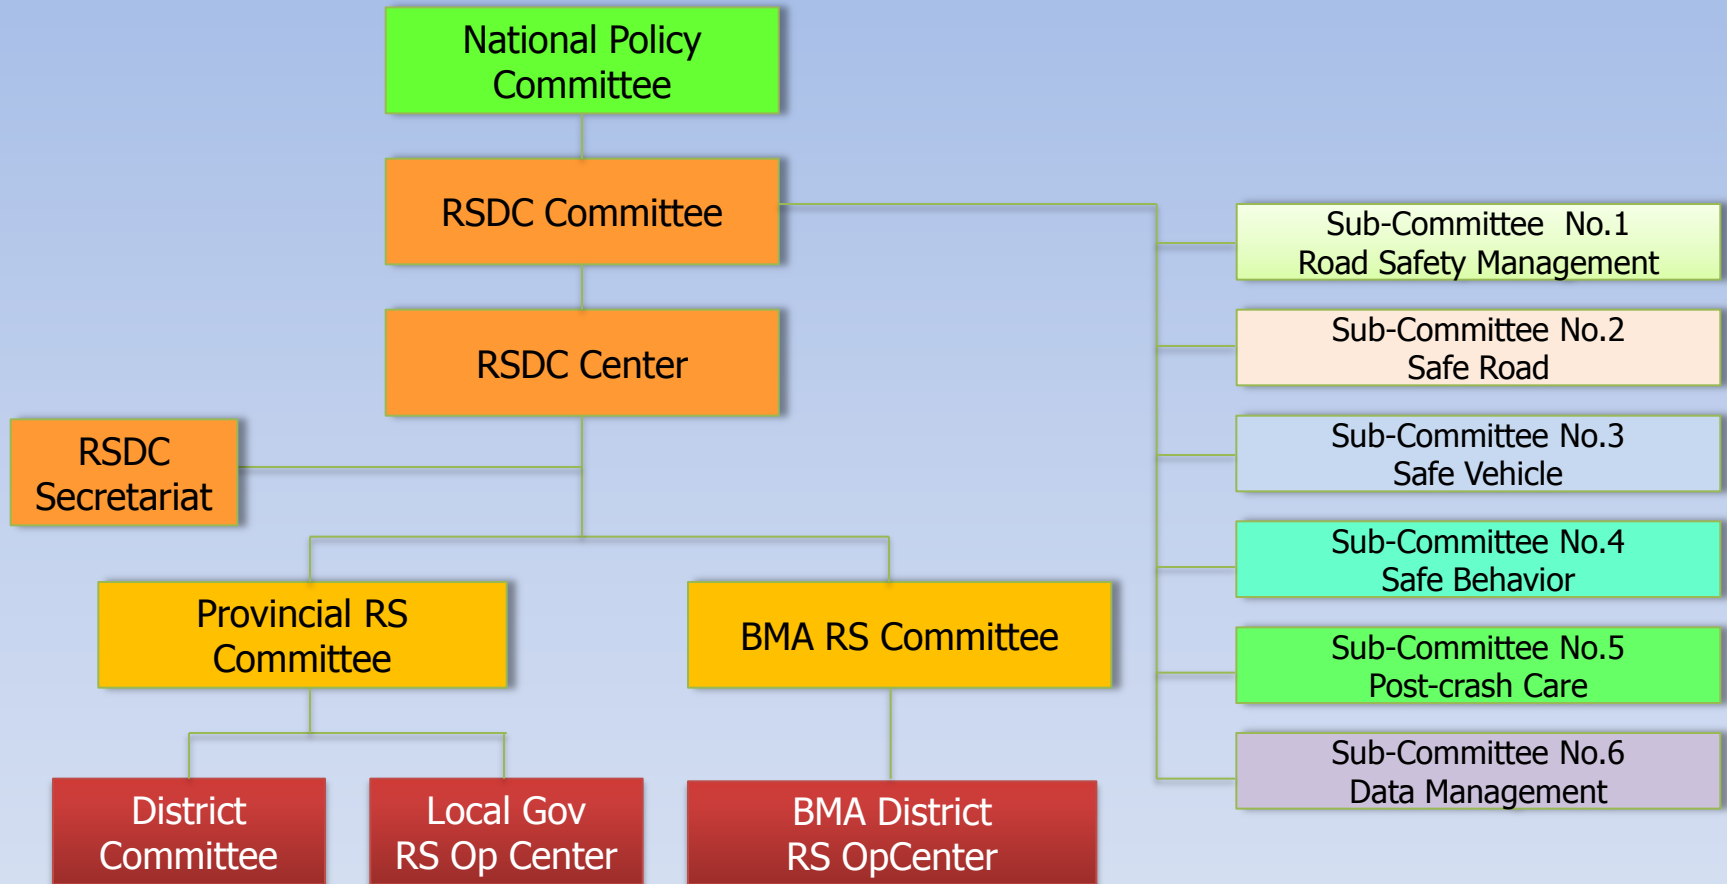 National Policy
Committee
RSDC Committee
RSDC Center
RSDC
Secretariat
Provincial RS
Committee
BMA RS Committee
District
Committee
Local Gov
RS Op Center
BMA District
RS OpCenter
Sub-Committee  No.1
Road Safety Management
Sub-Committee No.2
Safe Road
Sub-Committee No.3
Safe Vehicle
Sub-Committee No.4
Safe Behavior
Sub-Committee No.5
Post-crash Care
Sub-Committee No.6
Data Management